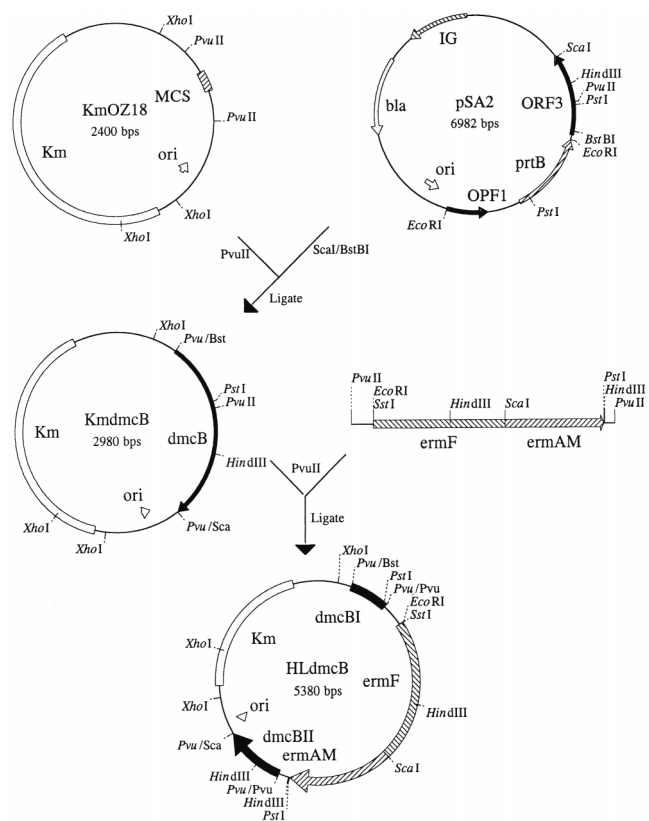 XhoI
PvuII
MCS
KmOZ18
2400 bps
PvuII
Km
ori
XhoI
XhoI
IG
ScaI
HindIII
PvuII
PstI
bla
pSA2
6982 bps
ORF3
BstBI
EcoRI
prtB
ori
OPF1
PstI
EcoRI
PvuII
ScaI/BstBI
Ligate
XhoI
Pvu/Bst
PstI
PvuII
Km
KmdmcB
2980 bps
dmcB
HindIII
ori
Pvu/Sca
XhoI
XhoI
PvuII
EcoRI
SstI
HindIII
ScaI
PstI
HindIII
PvuII
ermF
ermAM
PvuII
Ligate
XhoI
Pvu/Bst
PstI
Pvu/Pvu
EcoRI
SstI
dmcBI
Km
XhoI
HLdmcB
5380 bps
ermF
XhoI
ori
HindIII
Pvu/Sca
dmcBII
ermAM
ScaI
HindIII
Pvu/Pvu
HindIII
PstI